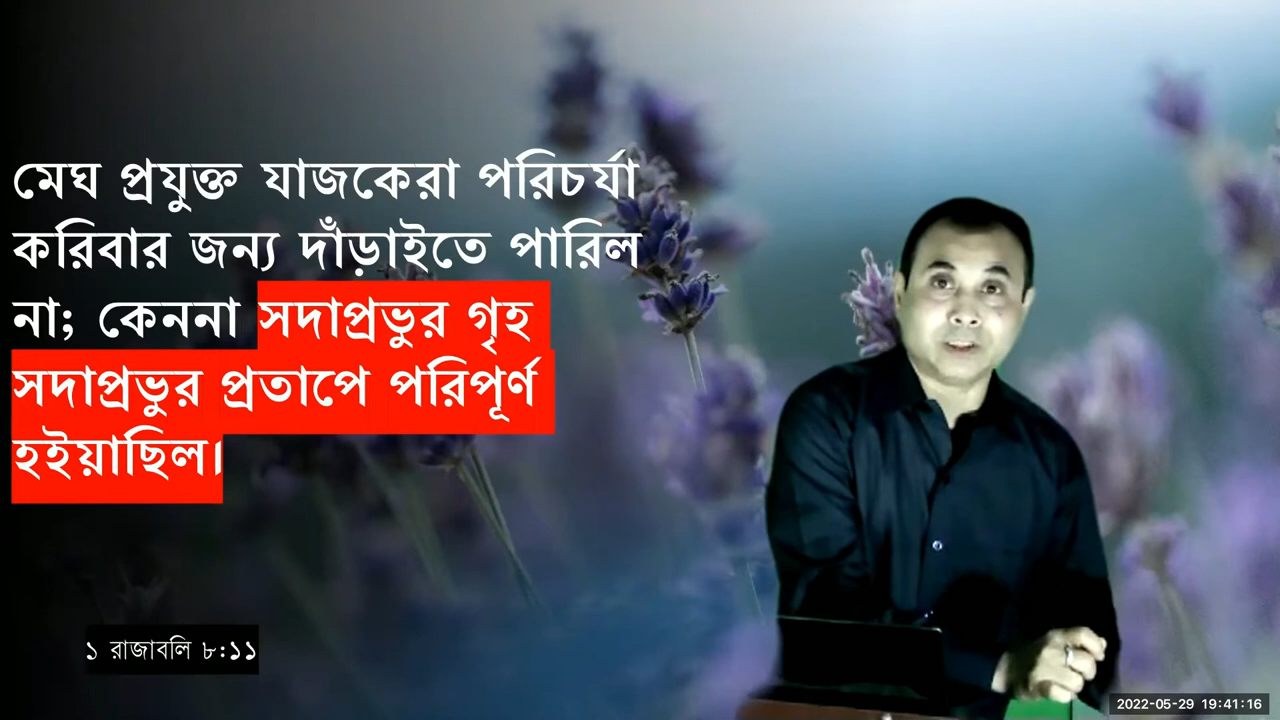 মেঘ প্রযুক্ত যাজকেরা পরিচর্যা
করিবার জন্য দাঁড়াইতে পারিল
না; কেননা সদাপ্রভুর গৃহ
সদাপ্রভুর প্রতাপে পরিপূর্ণ
হইয়াছিল।
১ রাজাবলি ৮:১১
2022-05-29 19:41:16